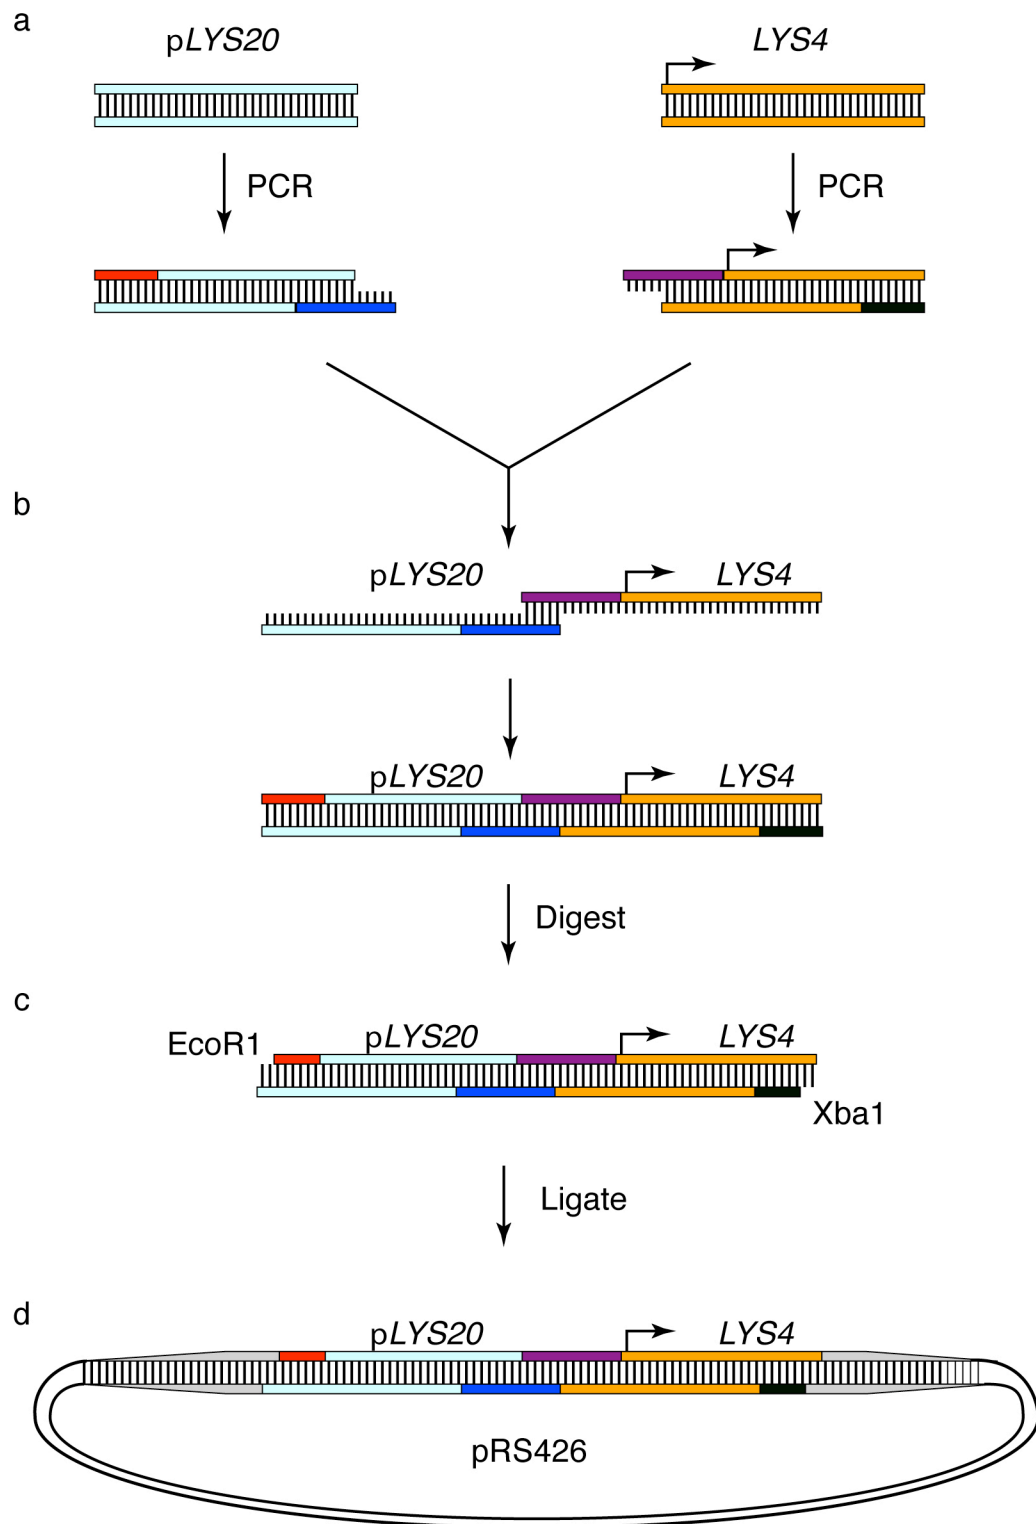 a
pLYS20 LYS4
PCR PCR
b
pLYS20 LYS4
pLYS20 LYS4
Digest
c
EcoR1 pLYS20 LYS4
Xba1
Ligate
d
pLYS20 LYS4
pRS426